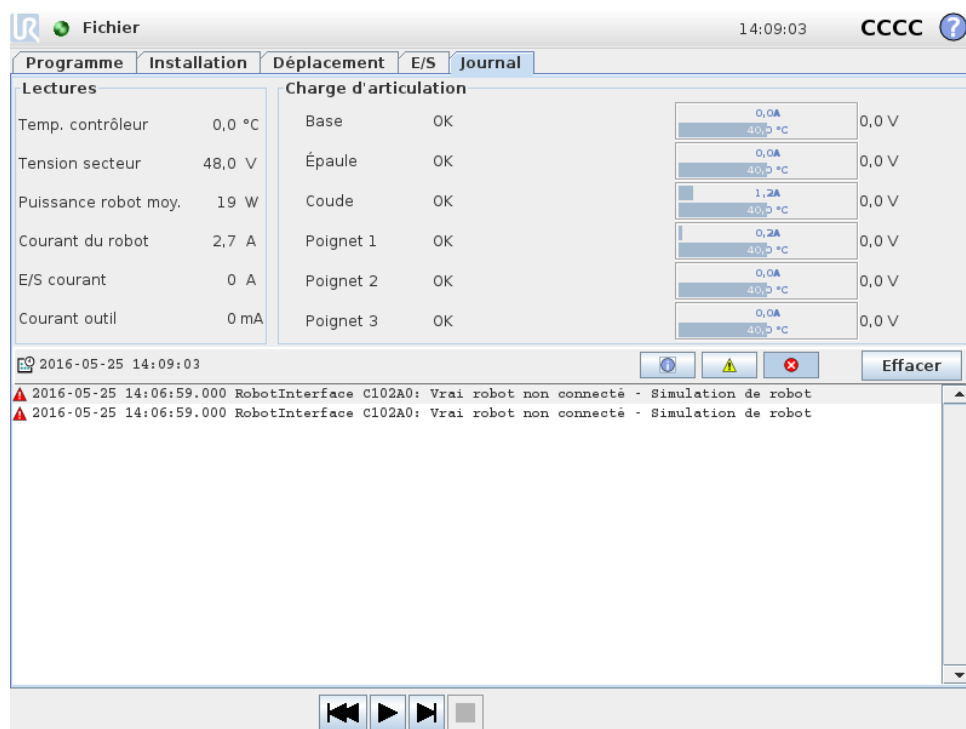 UR Fichier 14:09:03 CCCC ?
Programme Installation Déplacement E/S Journal
Lectures
Temp. contrôleur 0,0 °C
Tension secteur 48,0 V
Puissance robot moy. 19 W
Courant du robot 2,7 A
E/S courant 0 A
Courant outil 0 mA
Charge d'articulation
Base OK 0,0A 40,0 °C 0,0 V
Épaule OK 0,0A 40,0 °C 0,0 V
Coude OK 1,2A 40,0 °C 0,0 V
Poignet 1 OK 0,2A 40,0 °C 0,0 V
Poignet 2 OK 0,0A 40,0 °C 0,0 V
Poignet 3 OK 0,0A 40,0 °C 0,0 V
2016-05-25 14:09:03 Effacer
2016-05-25 14:06:59.000 RobotInterface C102A0: Vrai robot non connecté - Simulation de robot
2016-05-25 14:06:59.000 RobotInterface C102A0: Vrai robot non connecté - Simulation de robot